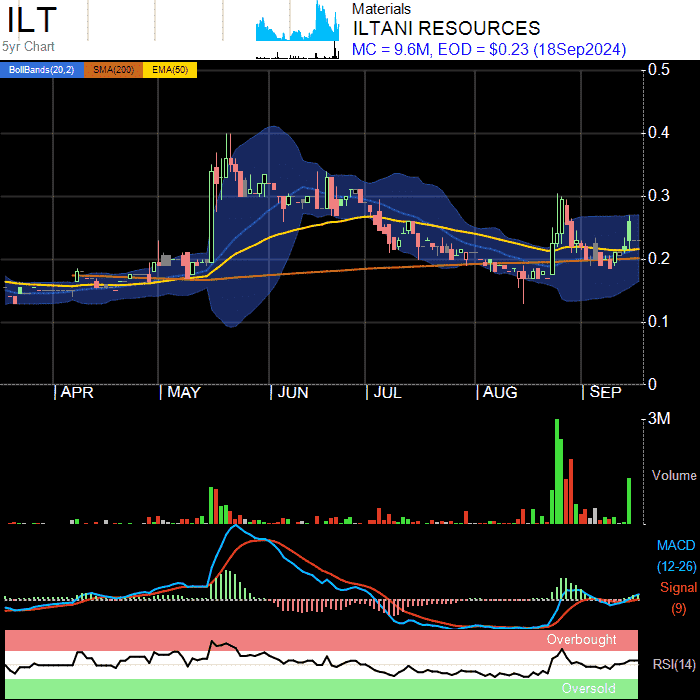 ILT
5yr Chart
Materials
ILTANI RESOURCES
MC = 9.6M, EOD = $0.23 (18Sep2024)
BollBands(20,2) SMA(200) EMA(50)
0.5
0.4
0.3
0.2
0.1
0
APR MAY JUN JUL AUG SEP
3M
Volume
MACD
(12-26)
Signal
(9)
Overbought
RSI(14)
Oversold